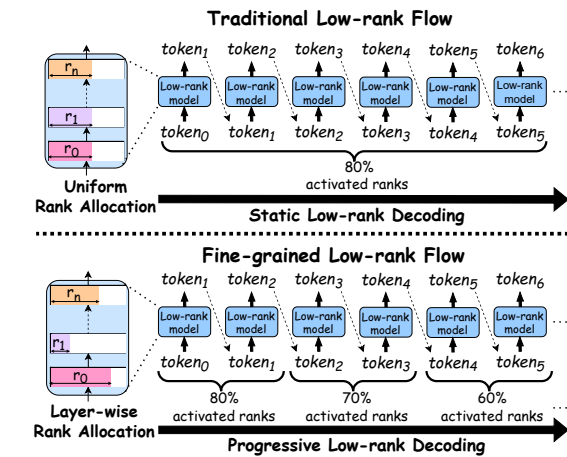 Traditional Low-rank Flow
token1 token2 token3 token4 token5 token6
rn
Low-rank model Low-rank model Low-rank model Low-rank model Low-rank model Low-rank model
r1
token0 token1 token2 token3 token4 token5
r0
80%
activated ranks
Uniform
Rank Allocation
Static Low-rank Decoding
Fine-grained Low-rank Flow
token1 token2 token3 token4 token5 token6
rn
Low-rank model Low-rank model Low-rank model Low-rank model Low-rank model Low-rank model
r1
token0 token1 token2 token3 token4 token5
r0
80% 70% 60%
activated ranks activated ranks activated ranks
Layer-wise
Rank Allocation
Progressive Low-rank Decoding